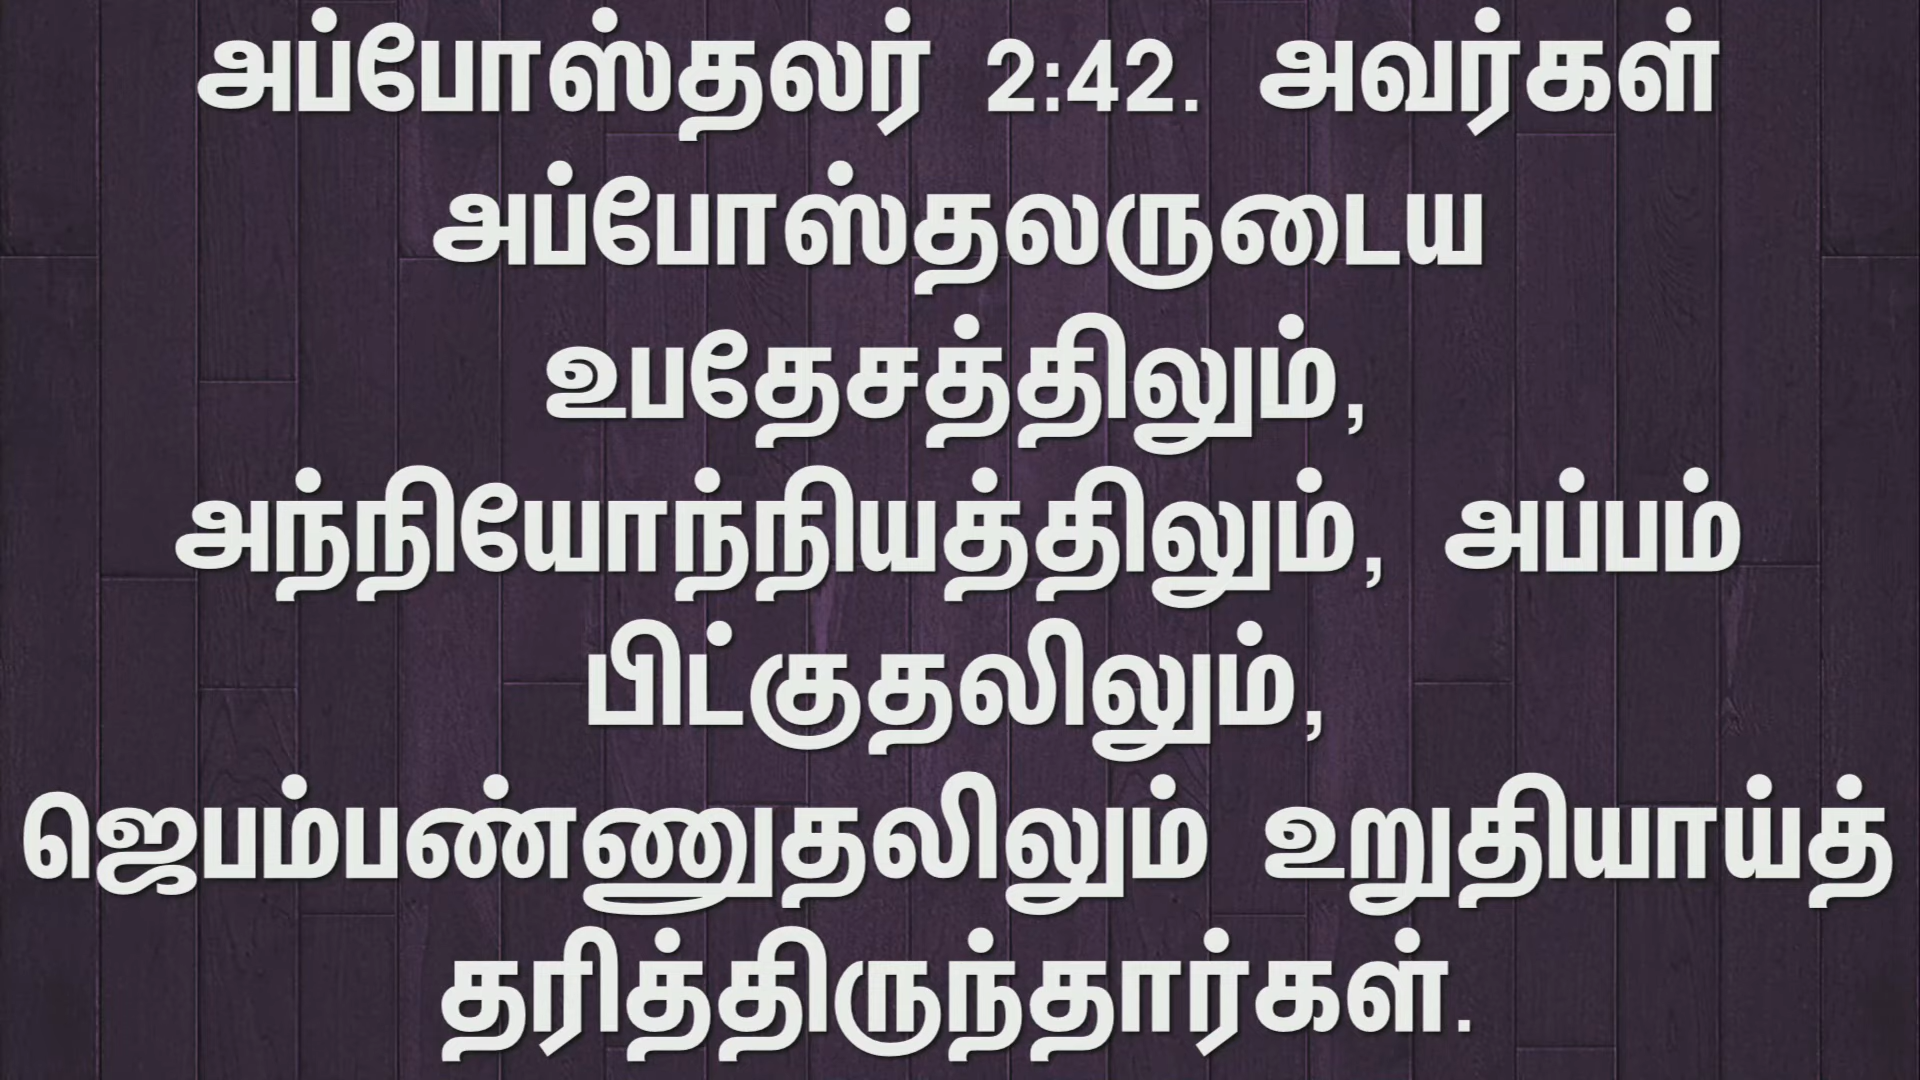 அப்போஸ்தலர் 2:42. அவர்கள்
அப்போஸ்தலருடைய
உபதேசத்திலும்,
அந்நியோந்நியத்திலும், அப்பம்
பிட்குதலிலும்,
ஜெபம்பண்ணுதலிலும் உறுதியாய்த்
தரித்திருந்தார்கள்.